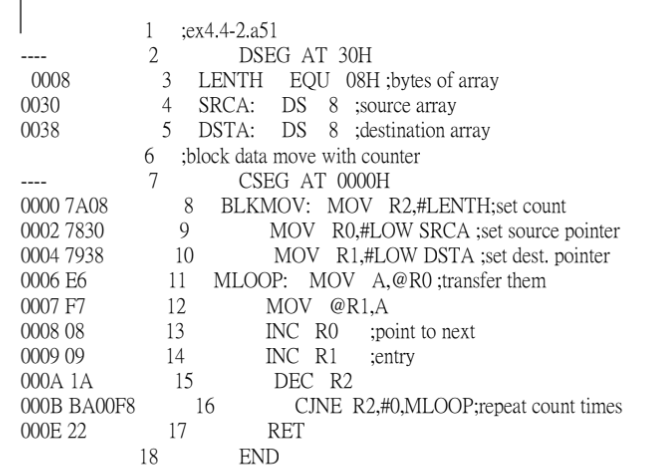 1 ;ex4.4-2.a51
---- 2 DSEG AT 30H
0008 3 LENTH EQU 08H ;bytes of array
0030 4 SRCA: DS 8 ;source array
0038 5 DSTA: DS 8 ;destination array
6 ;block data move with counter
---- 7 CSEG AT 0000H
0000 7A08 8 BLKMOV: MOV R2,#LENTH;set count
0002 7830 9 MOV R0,#LOW SRCA ;set source pointer
0004 7938 10 MOV R1,#LOW DSTA ;set dest. pointer
0006 E6 11 MLOOP: MOV A,@R0 ;transfer them
0007 F7 12 MOV @R1,A
0008 08 13 INC R0 ;point to next
0009 09 14 INC R1 ;entry
000A 1A 15 DEC R2
000B BA00F8 16 CJNE R2,#0,MLOOP;repeat count times
000E 22 17 RET
18 END